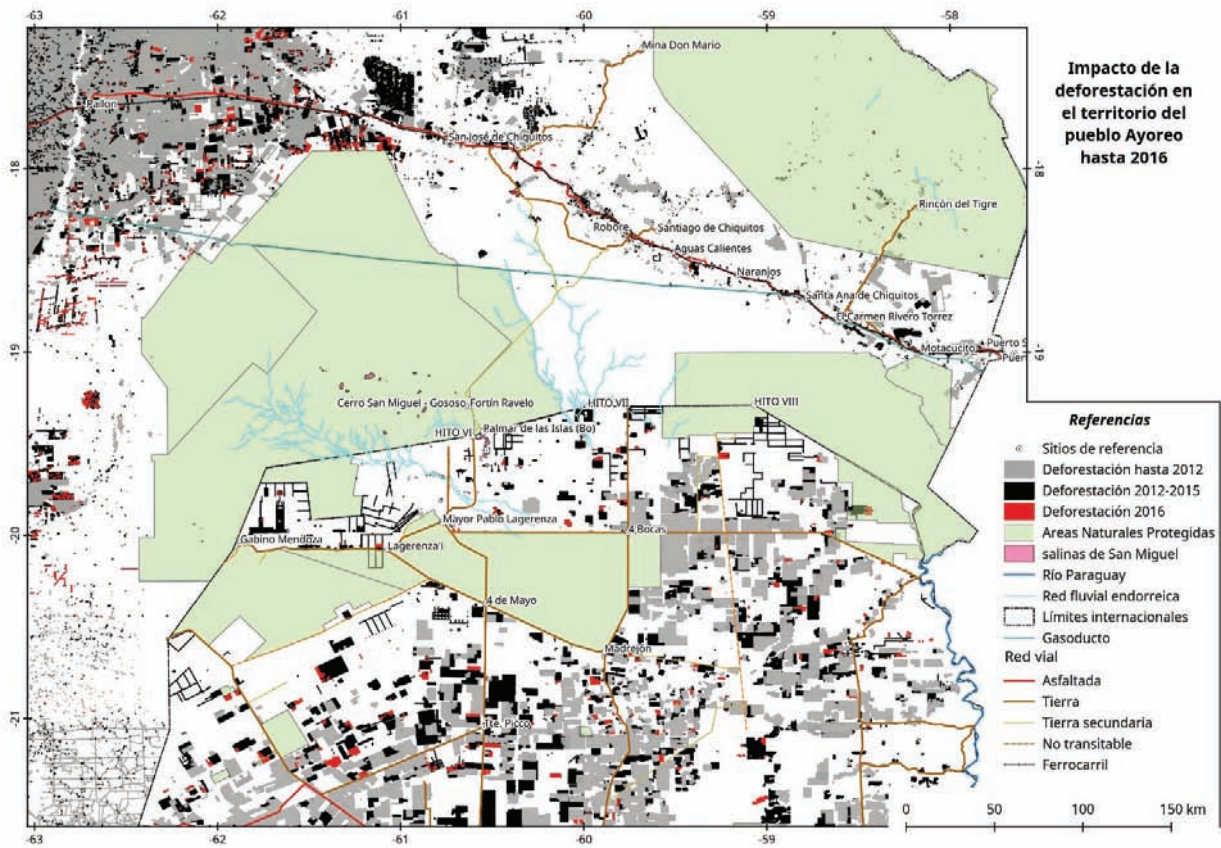 -63 -62 -61 -60 -59 -58
Mina Don Mario
Impacto de la
deforestación en
el territorio del
pueblo Ayoreo
hasta 2016
Pailon
San José de Chiquitos
-18 -18
Rincón del Tigre
Robore
Santiago de Chiquitos
Aguas Calientes
Naranjos
Santa Ana de Chiquitos
El Carmen Rivero Torrez
Motacucito
Puerto S
Puer
-19 -19
Cerro San Miguel - Gososo
Fortín Ravelo
HITO VII
HITO VIII
HITO VI
Palmar de las Islas (Bo)
Mayor Pablo Lagerenza
4 Bocas
-20
Gabino Mendoza
Lagerenza'i
4 de Mayo
Madrejón
-21
Tte. Picco
Referencias
Sitios de referencia
Deforestación hasta 2012
Deforestación 2012-2015
Deforestación 2016
Areas Naturales Protegidas
salinas de San Miguel
Río Paraguay
Red fluvial endorreica
Límites internacionales
Gasoducto
Red vial
Asfaltada
Tierra
Tierra secundaria
No transitable
Ferrocarril
0 50 100 150 km
-63 -62 -61 -60 -59